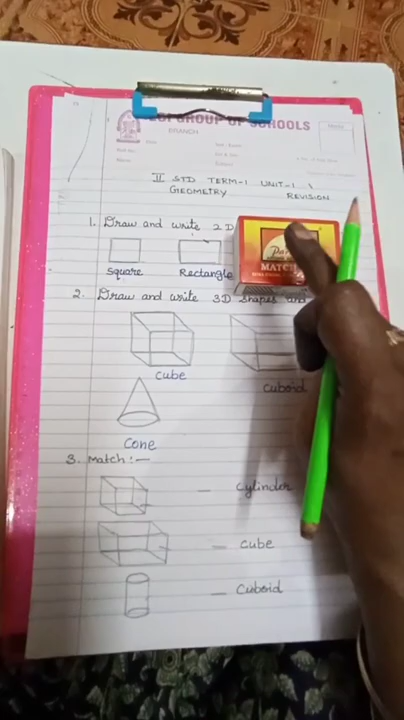 GROUP OF SCHOOLS
BRANCH
II STD TERM-1 UNIT-1
GEOMETRY REVISION
1. Draw and write 2D
MATCH
Square Rectangle
2. Draw and write 3D shapes and
cube cuboid
Cone
3. Match:-
— Cylinder
— cube
— Cuboid